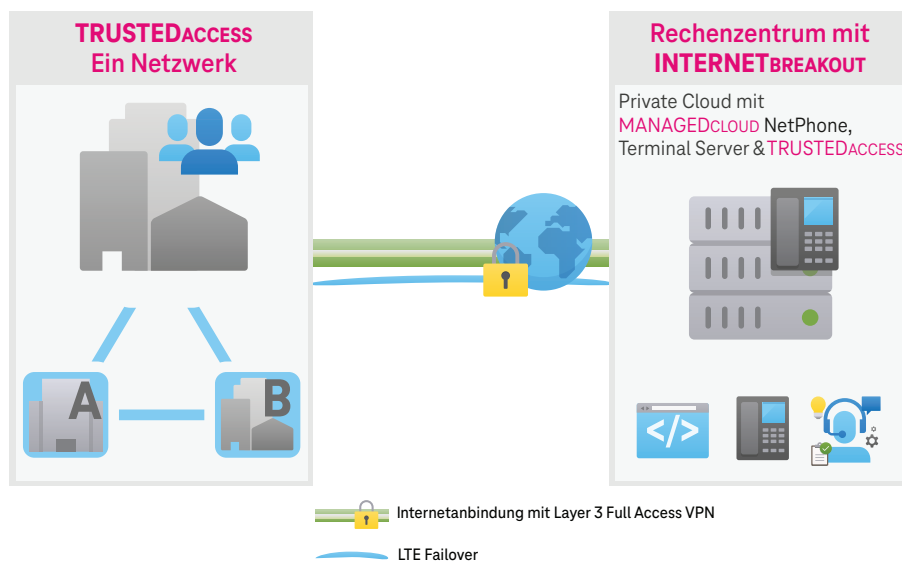 TRUSTEDACCESS
Ein Netzwerk
A
B
Rechenzentrum mit
INTERNETBREAKOUT
Private Cloud mit
MANAGEDCLOUD NetPhone,
Terminal Server & TRUSTEDACCESS
</>
Internetanbindung mit Layer 3 Full Access VPN
LTE Failover